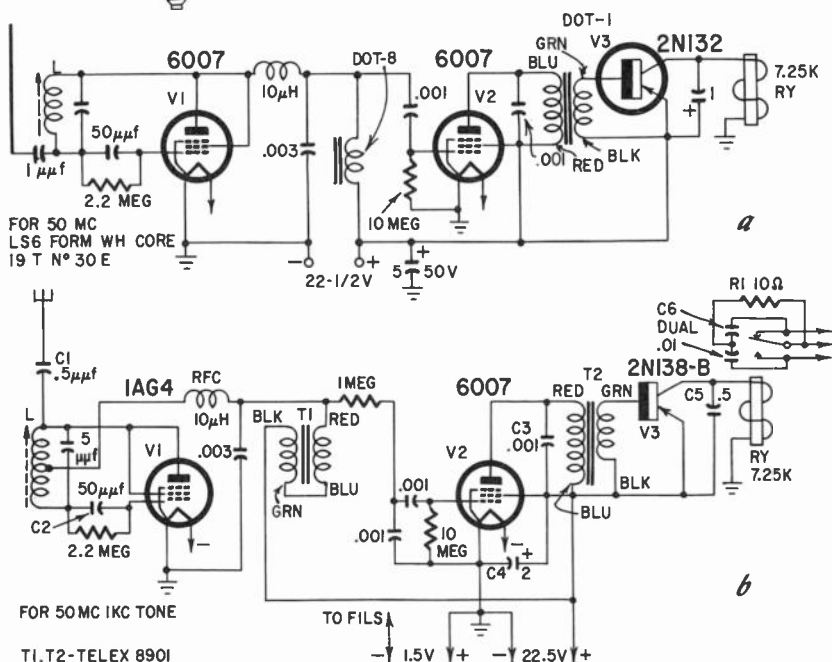 DOT-1
6007
DOT-8
6007
GRN
V3
2N132
BLU
L
V1
10μH
.001
V2
7.25K
RY
50μμf
.003
+ 1
1μμf
.001
RED
BLK
2.2 MEG
10 MEG
a
FOR 50 MC
LS6 FORM WH CORE
19 T Nº 30 E
- +
22-1/2V
+
5 50V
R1 10Ω
C6
DUAL
.01
C1
.5μμf
1AG4
RFC
10μH
1 MEG
6007
T2
2N138-B
RED
GRN
C5 .5
BLK
T1
RED
L
V1
5
μμf
.003
V2
C3
.001
V3
50μμf
.001
BLK
RY
7.25K
C2
GRN
BLU
10
MEG
BLU
2.2 MEG
-
.001
-
+
C4 2
b
FOR 50 MC 1KC TONE
TO FILS
T1,T2-TELEX 8901
- 1.5V + - 22.5V +